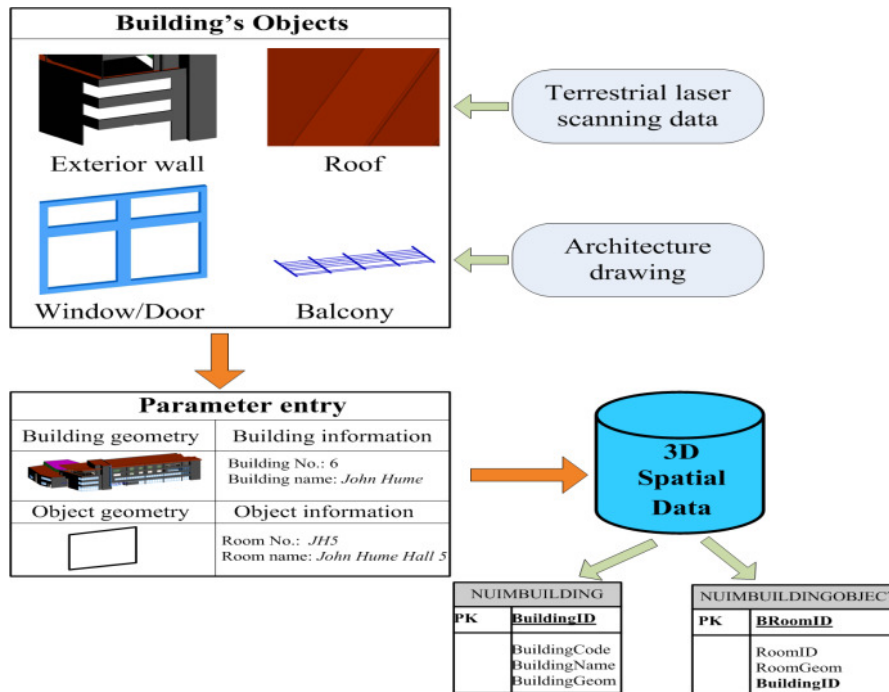 Building's Objects
Exterior wall
Roof
Window/Door
Balcony
Terrestrial laser
scanning data
Architecture
drawing
Parameter entry
Building geometry
Building information
Building No.: 6
Building name: John Hume
Object geometry
Object information
Room No.: JH5
Room name: John Hume Hall 5
3D
Spatial
Data
NUIMBUILDING
PK
BuildingID
BuildingCode
BuildingName
BuildingGeom
NUIMBUILDINGOBJECT
PK
BRoomID
RoomID
RoomGeom
BuildingID